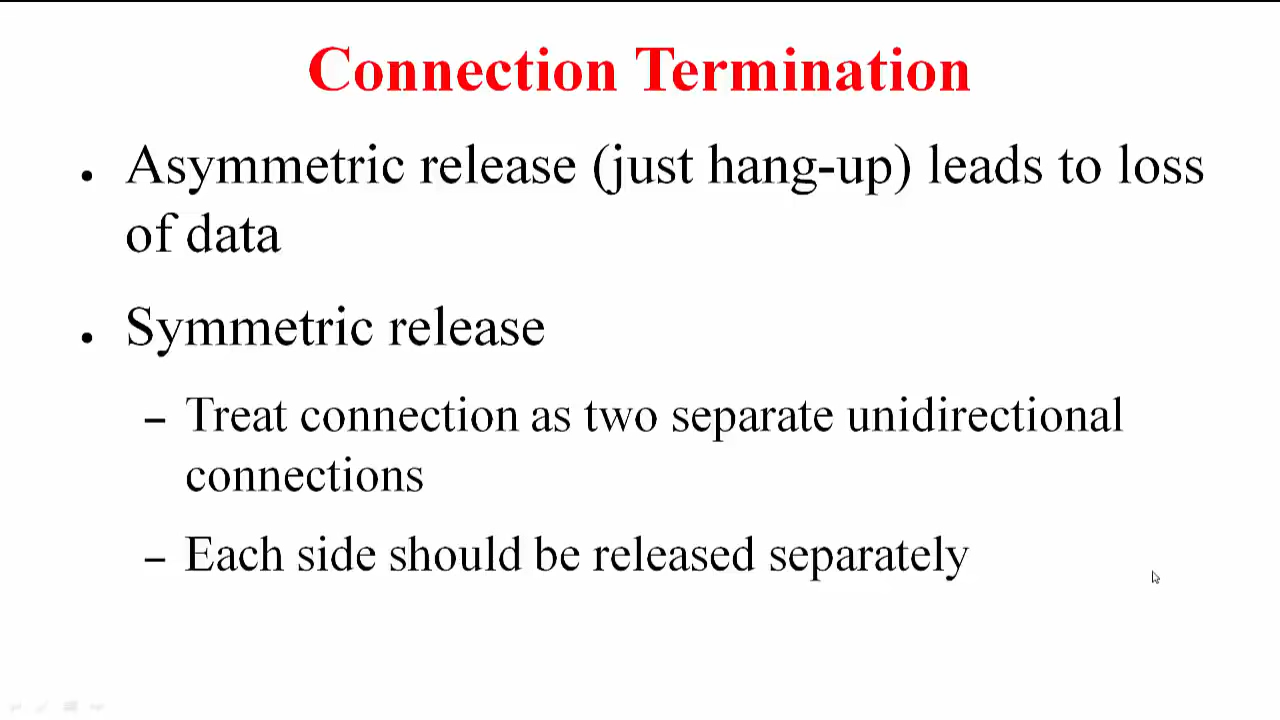 Connection Termination
• Asymmetric release (just hang-up) leads to loss
of data
• Symmetric release
– Treat connection as two separate unidirectional
connections
– Each side should be released separately